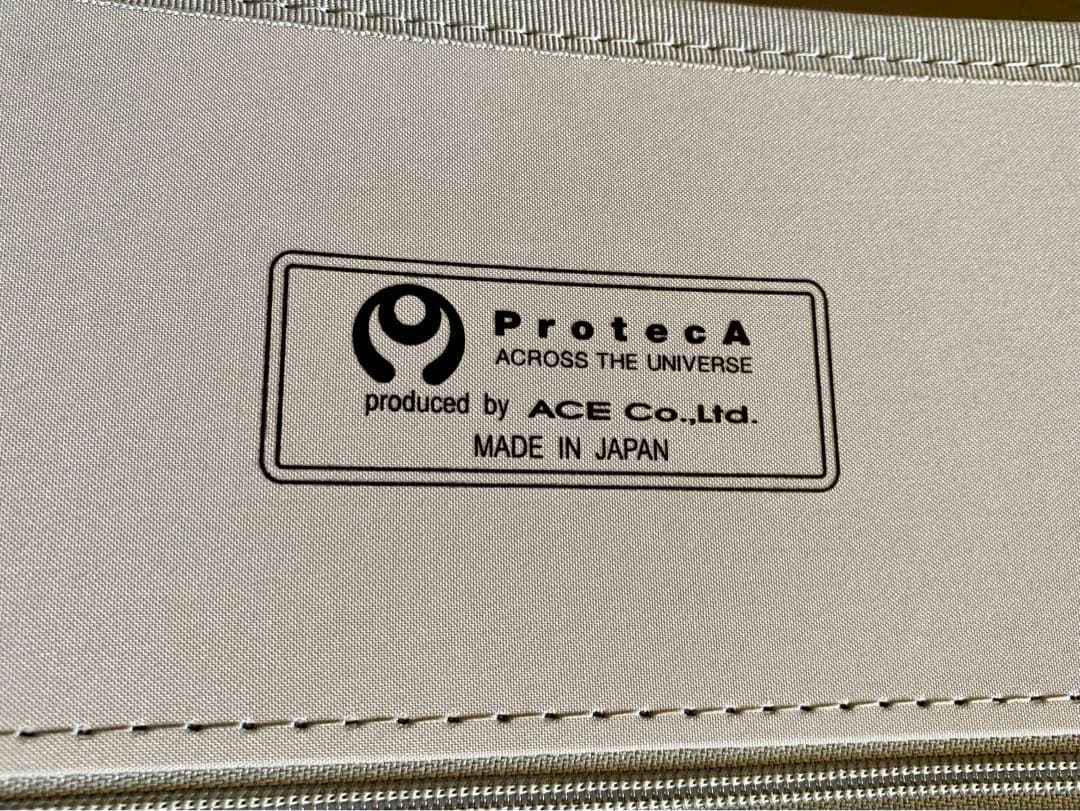 ProtecA
ACROSS THE UNIVERSE
produced by ACE Co.,Ltd.
MADE IN JAPAN